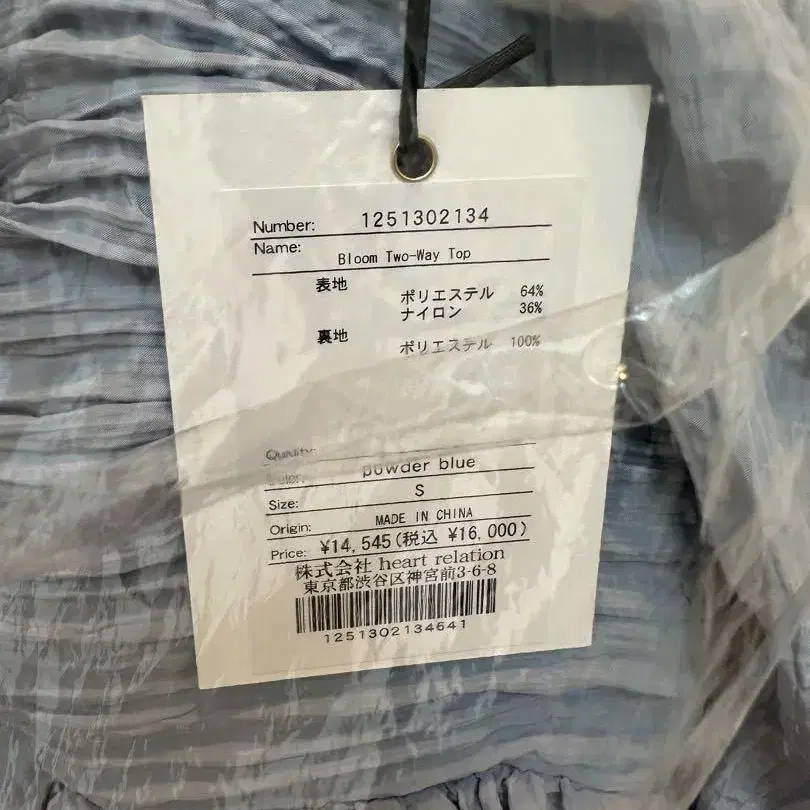 Number: 1251302134
Name: Bloom Two-Way Top
表地 ポリエステル 64%
ナイロン 36%
裏地 ポリエステル 100%
Quality:
Color: powder blue
Size: S
Origin: MADE IN CHINA
Price: ¥14,545(税込 ¥16,000)
株式会社 heart relation
東京都渋谷区神宮前3-6-8
1251302134641